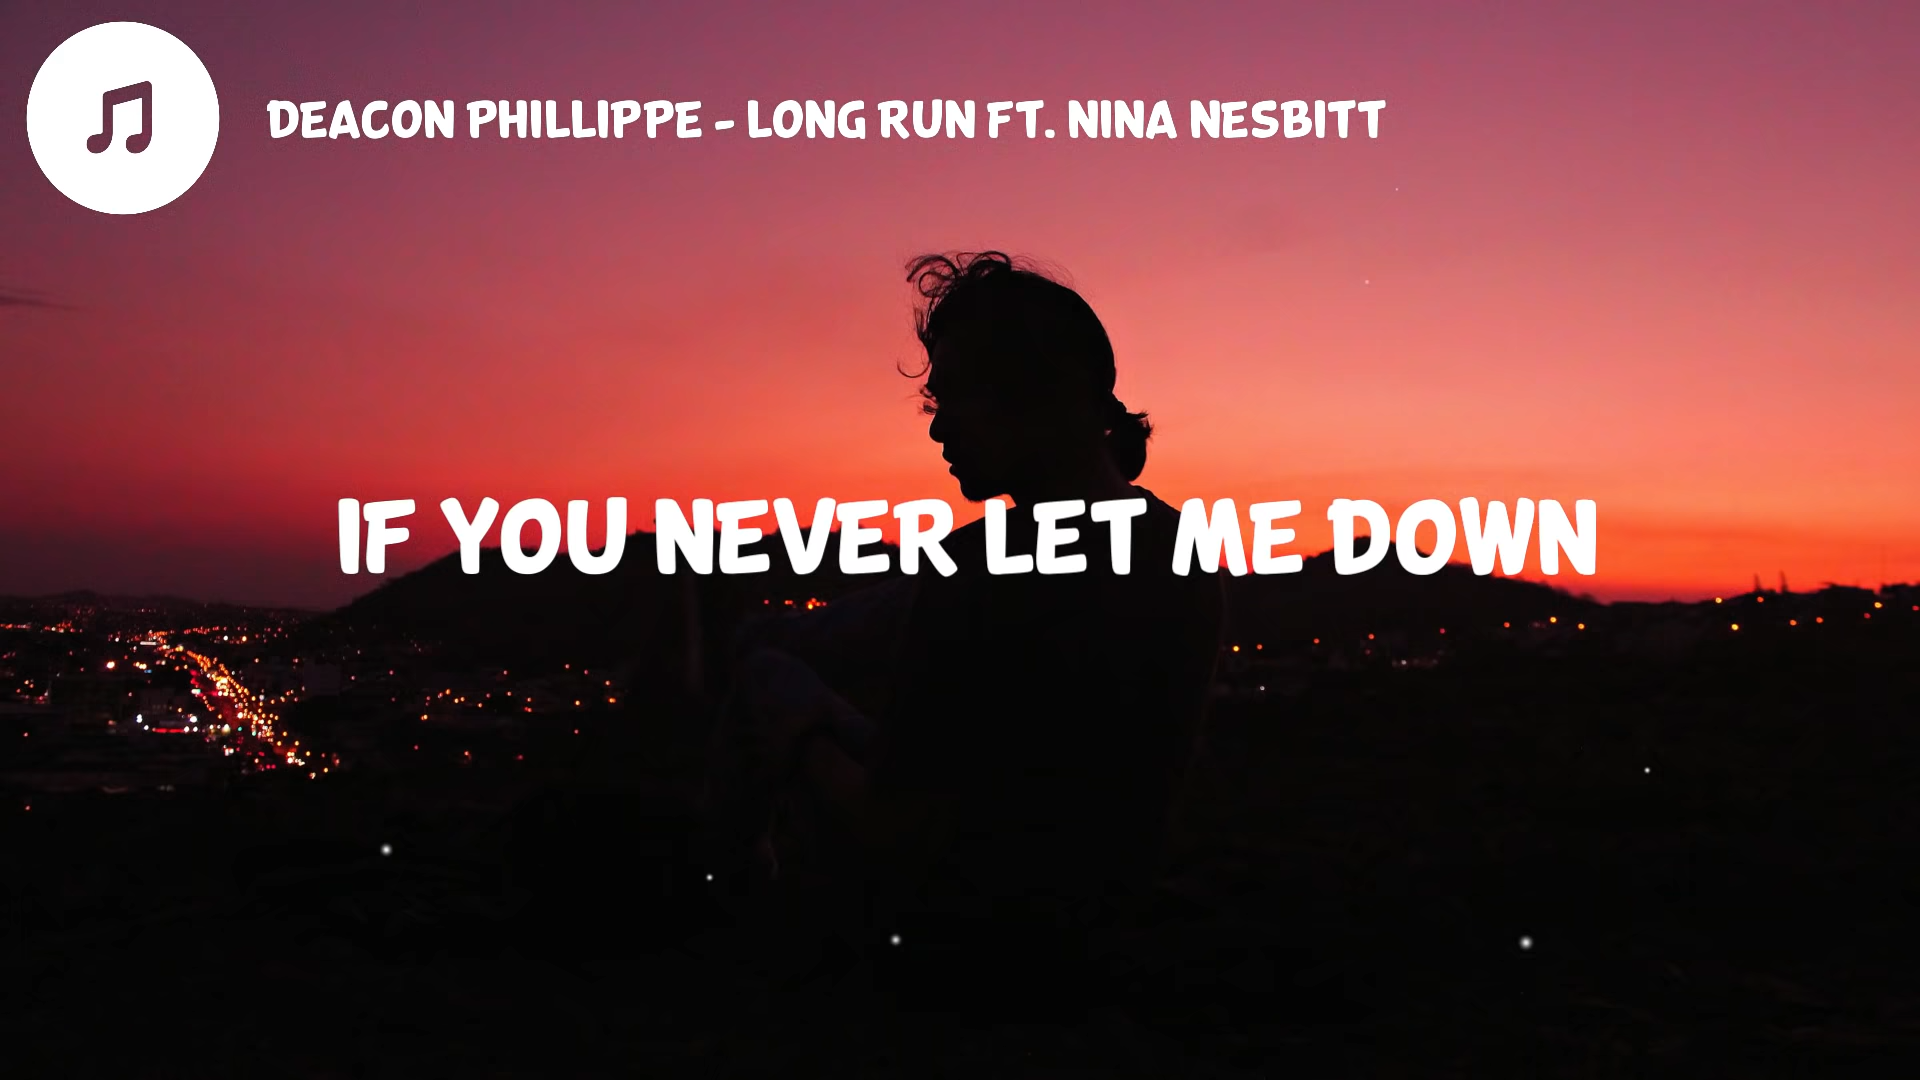 DEACON PHILLIPPE - LONG RUN FT. NINA NESBITT
IF YOU NEVER LET ME DOWN